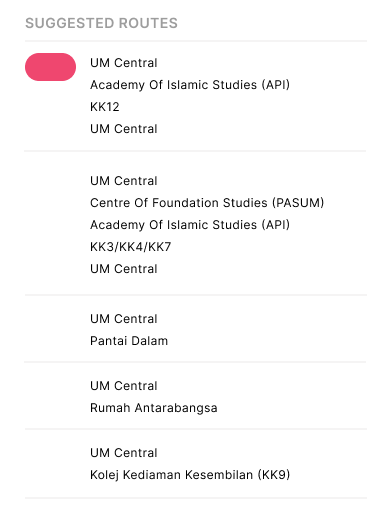 SUGGESTED ROUTES
UM Central
Academy Of Islamic Studies (API)
KK12
UM Central
UM Central
Centre Of Foundation Studies (PASUM)
Academy Of Islamic Studies (API)
KK3/KK4/KK7
UM Central
UM Central
Pantai Dalam
UM Central
Rumah Antarabangsa
UM Central
Kolej Kediaman Kesembilan (KK9)